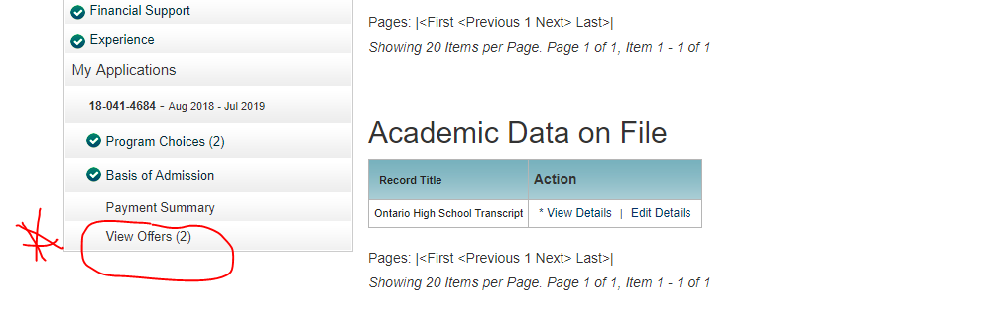 Financial Support
Experience
My Applications
18-041-4684 - Aug 2018 - Jul 2019
Program Choices (2)
Basis of Admission
Payment Summary
View Offers (2)
Pages: |<First <Previous 1 Next> Last>|
Showing 20 Items per Page. Page 1 of 1, Item 1 - 1 of 1
Academic Data on File
Record Title Action
Ontario High School Transcript * View Details | Edit Details
Pages: |<First <Previous 1 Next> Last>|
Showing 20 Items per Page. Page 1 of 1, Item 1 - 1 of 1